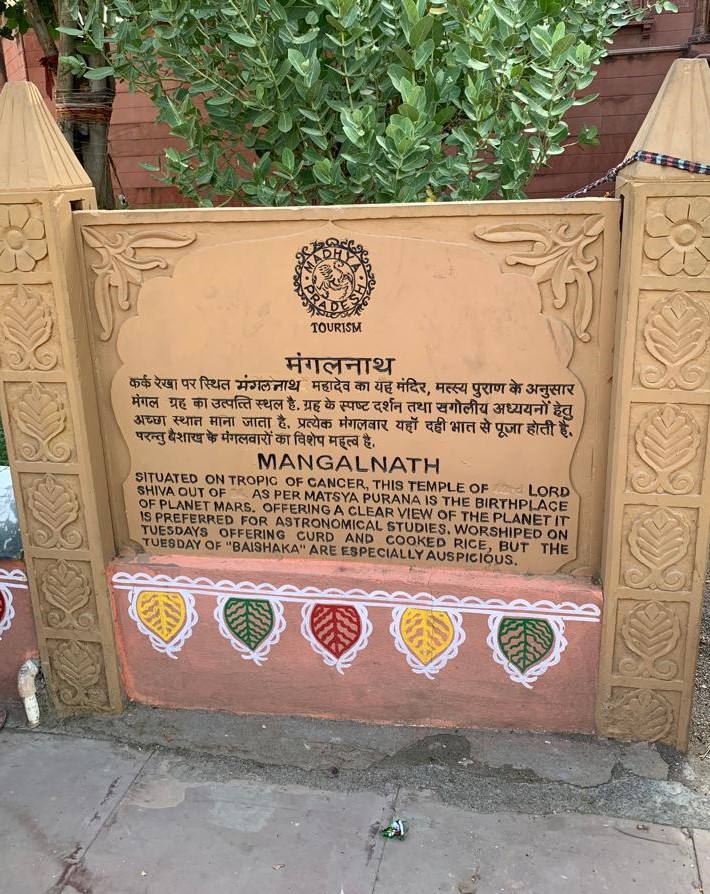 MADHYA PRADESH
TOURISM
मंगलनाथ
कर्क रेखा पर स्थित मंगलनाथ महादेव का यह मंदिर, मत्स्य पुराण के अनुसार
मंगल ग्रह का उत्पत्ति स्थल है. ग्रह के स्पष्ट दर्शन तथा खगोलीय अध्ययनों हेतु
अच्छा स्थान माना जाता है. प्रत्येक मंगलवार यहाँ दही भात से पूजा होती है.
परन्तु बैशाख के मंगलवारों का विशेष महत्व है.
MANGALNATH
SITUATED ON TROPIC OF CANCER, THIS TEMPLE OF LORD
SHIVA OUT OF AS PER MATSYA PURANA IS THE BIRTHPLACE
OF PLANET MARS. OFFERING A CLEAR VIEW OF THE PLANET IT
IS PREFERRED FOR ASTRONOMICAL STUDIES, WORSHIPED ON
TUESDAYS OFFERING CURD AND COOKED RICE, BUT THE
TUESDAY OF "BAISHAKA" ARE ESPECIALLY AUSPICIOUS.